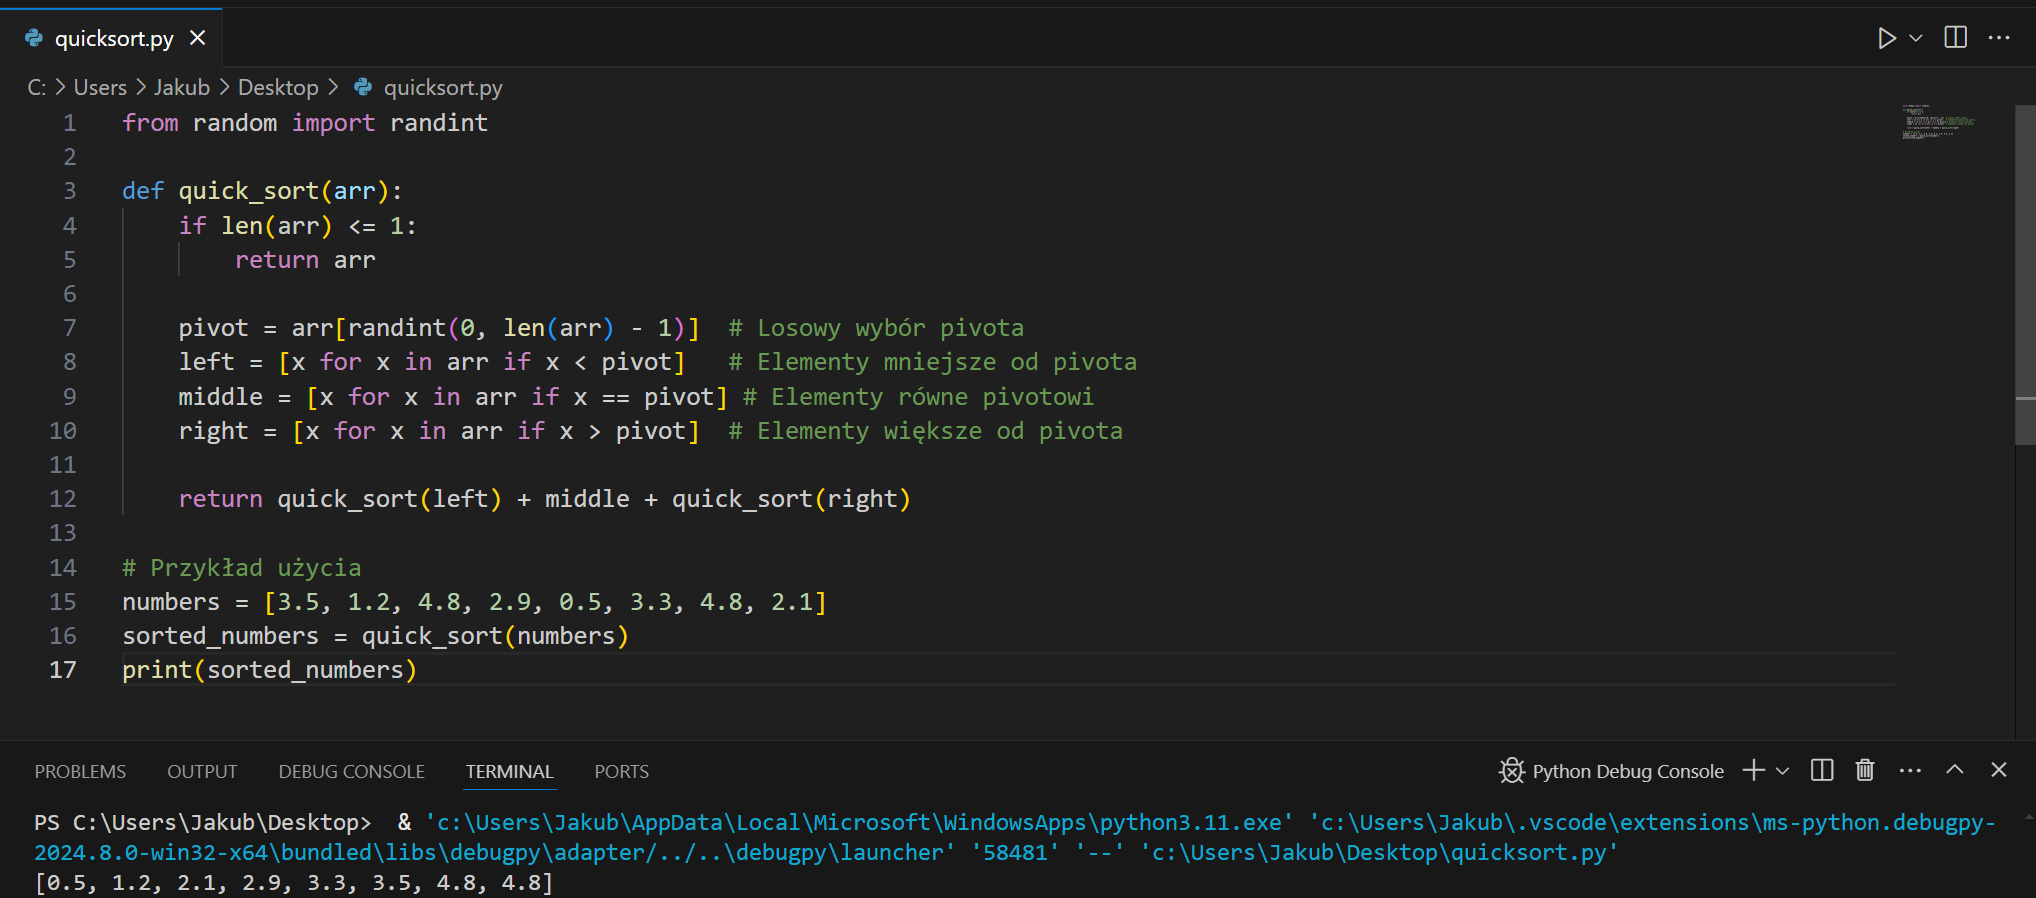 quicksort.py
C: > Users > Jakub > Desktop > quicksort.py
1 from random import randint
2
3 def quick_sort(arr):
4     if len(arr) <= 1:
5         return arr
6
7     pivot = arr[randint(0, len(arr) - 1)]  # Losowy wybór pivota
8     left = [x for x in arr if x < pivot]   # Elementy mniejsze od pivota
9     middle = [x for x in arr if x == pivot] # Elementy równe pivotowi
10     right = [x for x in arr if x > pivot]  # Elementy większe od pivota
11
12     return quick_sort(left) + middle + quick_sort(right)
13
14 # Przykład użycia
15 numbers = [3.5, 1.2, 4.8, 2.9, 0.5, 3.3, 4.8, 2.1]
16 sorted_numbers = quick_sort(numbers)
17 print(sorted_numbers)
PROBLEMS OUTPUT DEBUG CONSOLE TERMINAL PORTS Python Debug Console
PS C:\Users\Jakub\Desktop>  & 'c:\Users\Jakub\AppData\Local\Microsoft\WindowsApps\python3.11.exe' 'c:\Users\Jakub\.vscode\extensions\ms-python.debugpy-
2024.8.0-win32-x64\bundled\libs\debugpy\adapter/../..\debugpy\launcher' '58481' '--' 'c:\Users\Jakub\Desktop\quicksort.py'
[0.5, 1.2, 2.1, 2.9, 3.3, 3.5, 4.8, 4.8]